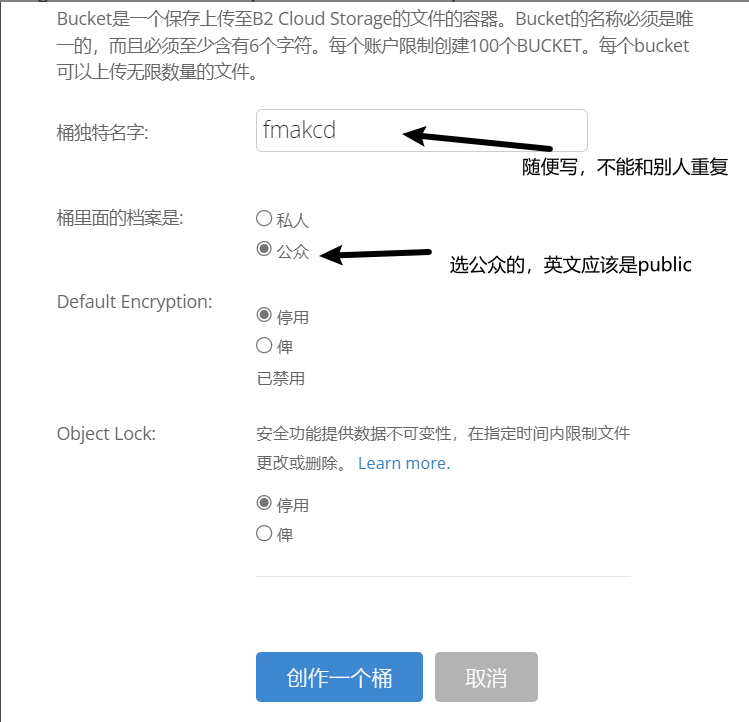 Bucket是一个保存上传至B2 Cloud Storage的文件的容器。Bucket的名称必须是唯
一的，而且必须至少含有6个字符。每个账户限制创建100个BUCKET。每个bucket
可以上传无限数量的文件。
桶独特名字:
fmakcd
随便写，不能和别人重复
桶里面的档案是:
私人
公众
选公众的，英文应该是public
Default Encryption:
停用
俾
已禁用
Object Lock:
安全功能提供数据不可变性，在指定时间内限制文件
更改或删除。 Learn more.
停用
俾
创作一个桶
取消